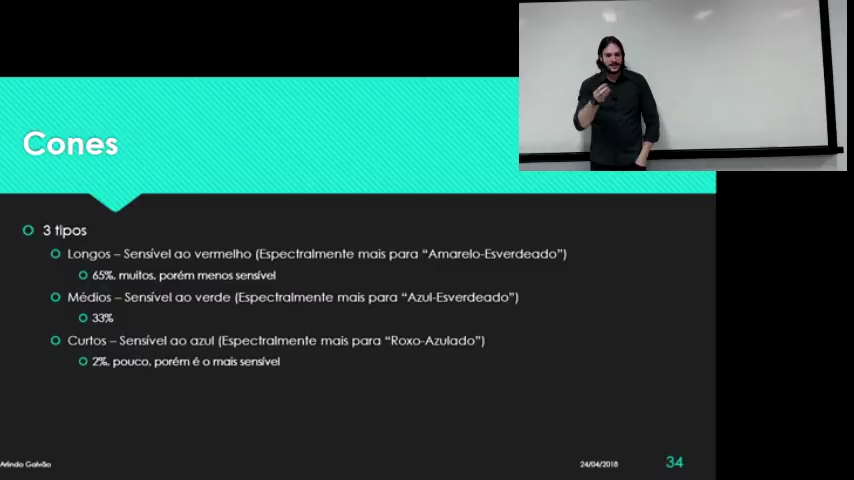 Cones
3 tipos
Longos – Sensível ao vermelho (Espectralmente mais para “Amarelo-Esverdeado”)
65%, muitos, porém menos sensível
Médios – Sensível ao verde (Espectralmente mais para “Azul-Esverdeado”)
33%
Curtos – Sensível ao azul (Espectralmente mais para “Roxo-Azulado”)
2%, pouco, porém é o mais sensível
Arlindo Galvão
24/04/2018
34